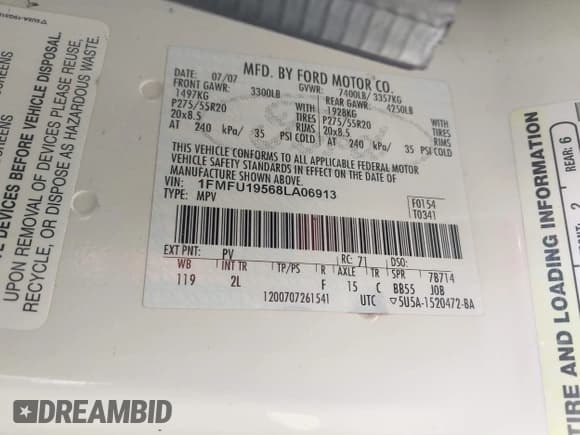 MFD. BY FORD MOTOR CO.
DATE: 07/07 GVWR: 7400LB/ 3357KG
FRONT GAWR: 3300LB REAR GAWR: 4250LB
1497KG 1928KG
P275/55R20 TIRES P275/55R20 TIRES
20x8.5 RIMS 20x8.5 RIMS
AT 240 kPa/ 35 PSI COLD AT 240 kPa/ 35 PSI COLD
THIS VEHICLE CONFORMS TO ALL APPLICABLE FEDERAL MOTOR
VEHICLE SAFETY STANDARDS IN EFFECT ON THE DATE OF
MANUFACTURE SHOWN ABOVE.
VIN: 1FMFU19568LA06913
TYPE: MPV
F0154
T0341
EXT PNT: PV RC: 71 DSO:
WB INT TR TP/PS R AXLE TR SPR 7B714
119 2L F 15 C BB55 JOB
1200707261541 UTC ▽5U5A-1520472-BA
E DEVICES BEFORE VEHICLE DISPOSAL
UPON REMOVAL OF DEVICES PLEASE REUSE,
RECYCLE, OR DISPOSE AS HAZARDOUS WASTE.
SCREENS
SCREENS
TIRE AND LOADING INFORMATION
2
REAR: 6
DREAMBID